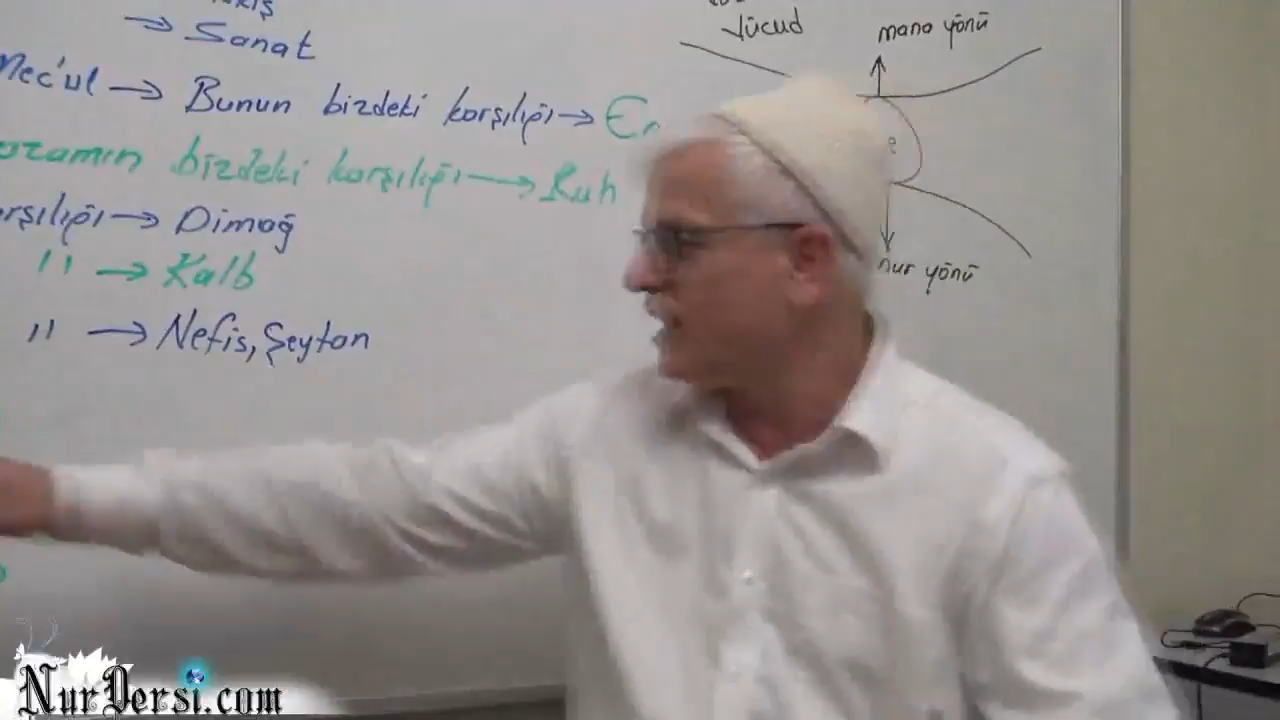 → Sanat
Mec'ul → Bunun bizdeki karşılığı →
bizdeki karşılığı → Ruh
→ Dimağ
" → Kalb
" → Nefis, Şeytan
Vücud
mana yönü
nur yönü
NurDersi.com